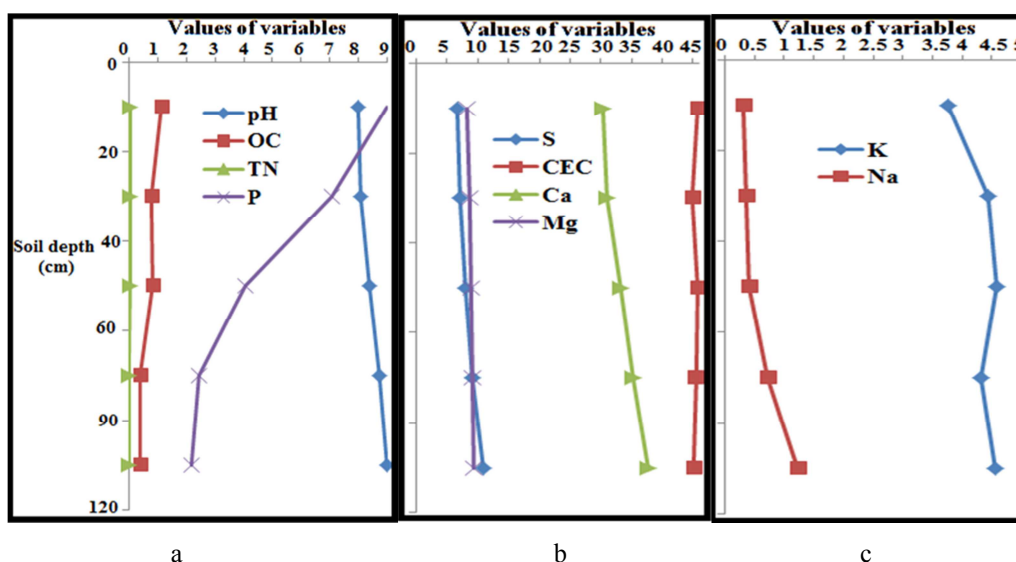 Values of variables
0 1 2 3 4 5 6 7 8 9
0
20
40
60
90
120
Soil depth
(cm)
pH
OC
TN
P
a
Values of variables
0 5 10 15 20 25 30 35 40 45
S
CEC
Ca
Mg
b
Values of variables
0 0.5 1 1.5 2 2.5 3 3.5 4 4.5
K
Na
c